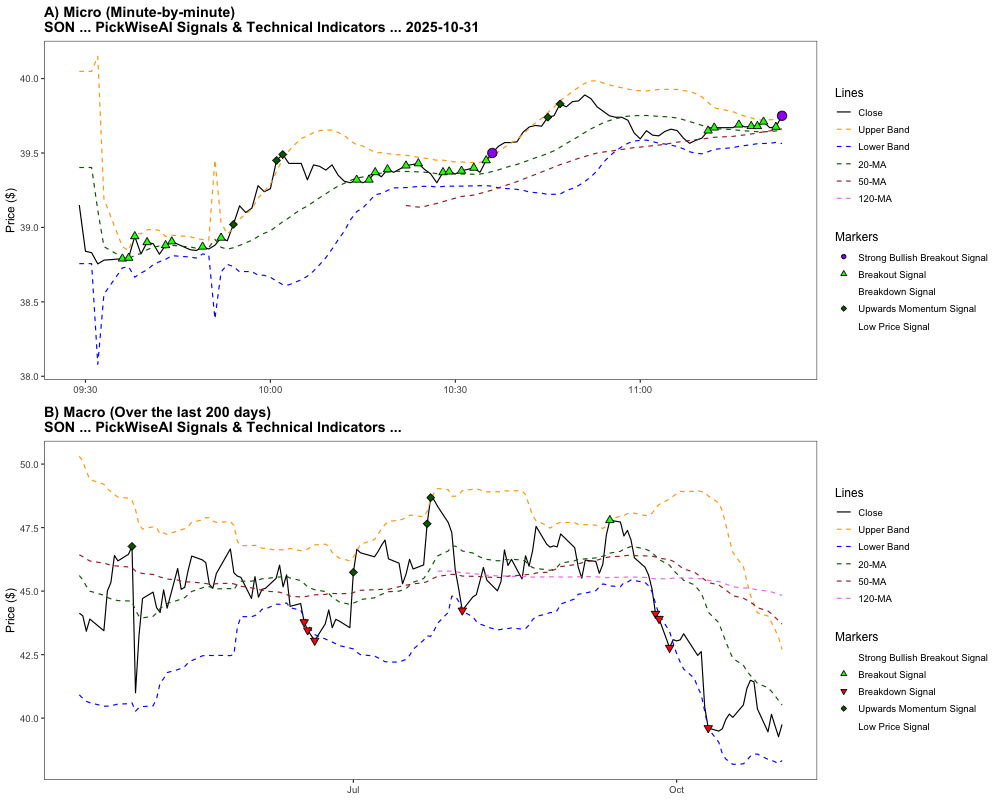 A) Micro (Minute-by-minute)
SON ... PickWiseAI Signals & Technical Indicators ... 2025-10-31
Price ($)
40.0
39.5
39.0
38.5
38.0
09:30
10:00
10:30
11:00
Lines
Close
Upper Band
Lower Band
20-MA
50-MA
120-MA
Markers
Strong Bullish Breakout Signal
Breakout Signal
Breakdown Signal
Upwards Momentum Signal
Low Price Signal
B) Macro (Over the last 200 days)
SON ... PickWiseAI Signals & Technical Indicators ...
Price ($)
50.0
47.5
45.0
42.5
40.0
Jul
Oct
Lines
Close
Upper Band
Lower Band
20-MA
50-MA
120-MA
Markers
Strong Bullish Breakout Signal
Breakout Signal
Breakdown Signal
Upwards Momentum Signal
Low Price Signal